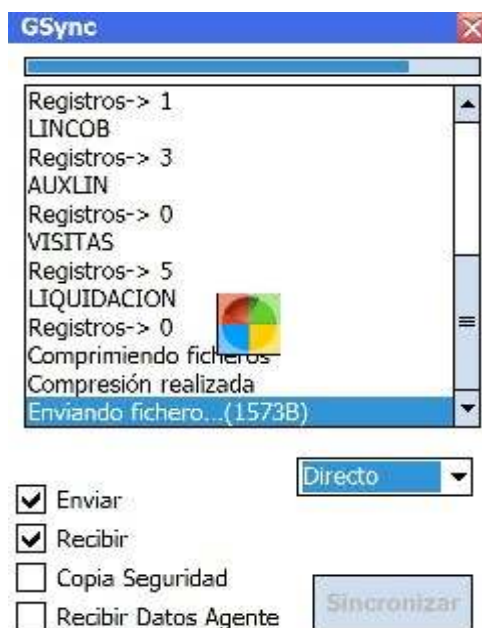 GSync
Registros-> 1
LINCOB
Registros-> 3
AUXLIN
Registros-> 0
VISITAS
Registros-> 5
LIQUIDACION
Registros-> 0
Comprimiendo ficheros
Compresión realizada
Enviando fichero...(1573B)
Directo
Enviar
Recibir
Copia Seguridad
Recibir Datos Agente
Sincronizar